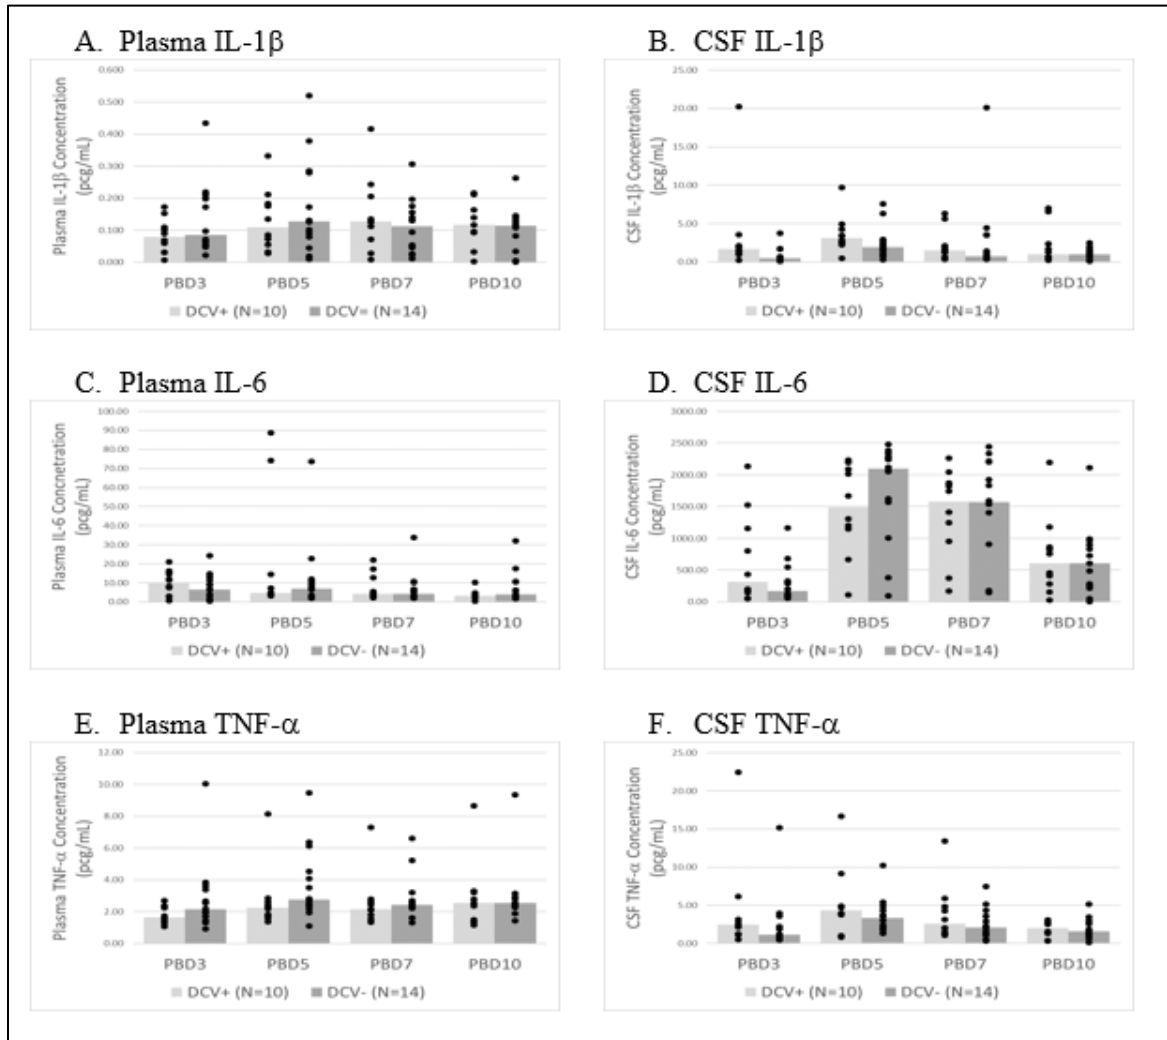 A. Plasma IL-1β
Plasma IL-1β Concentration
(pcg/mL)
0.600
0.500
0.400
0.300
0.200
0.100
0.000
PBD3 PBD5 PBD7 PBD10
DCV+ (N=10) DCV= (N=14)
B. CSF IL-1β
CSF IL-1β Concentration
(pcg/mL)
25.00
20.00
15.00
10.00
5.00
0.00
PBD3 PBD5 PBD7 PBD10
DCV+ (N=10) DCV- (N=14)
C. Plasma IL-6
Plasma IL-6 Concnetration
(pcg/mL)
100.00
90.00
80.00
70.00
60.00
50.00
40.00
30.00
20.00
10.00
0.00
PBD3 PBD5 PBD7 PBD10
DCV+ (N=10) DCV- (N=14)
D. CSF IL-6
CSF IL-6 Concentration
(pcg/mL)
3000.00
2500.00
2000.00
1500.00
1000.00
500.00
0.00
PBD3 PBD5 PBD7 PBD10
DCV+ (N=10) DCV- (N=14)
E. Plasma TNF-α
Plasma TNF-α Concentration
(pcg/mL)
12.00
10.00
8.00
6.00
4.00
2.00
0.00
PBD3 PBD5 PBD7 PBD10
DCV+ (N=10) DCV- (N=14)
F. CSF TNF-α
CSF TNF-α Concentration
(pcg/mL)
25.00
20.00
15.00
10.00
5.00
0.00
PBD3 PBD5 PBD7 PBD10
DCV+ (N=10) DCV- (N=14)